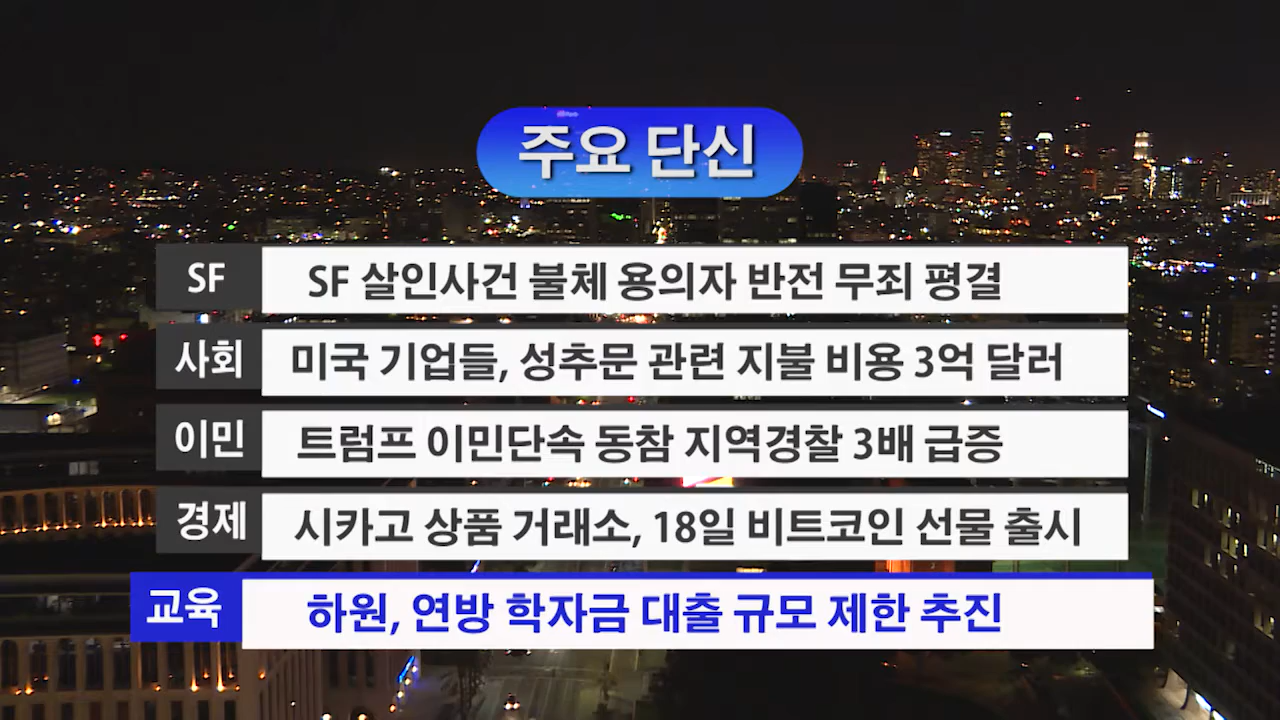 주요 단신
SF SF 살인사건 불체 용의자 반전 무죄 평결
사회 미국 기업들, 성추문 관련 지불 비용 3억 달러
이민 트럼프 이민단속 동참 지역경찰 3배 급증
경제 시카고 상품 거래소, 18일 비트코인 선물 출시
교육 하원, 연방 학자금 대출 규모 제한 추진